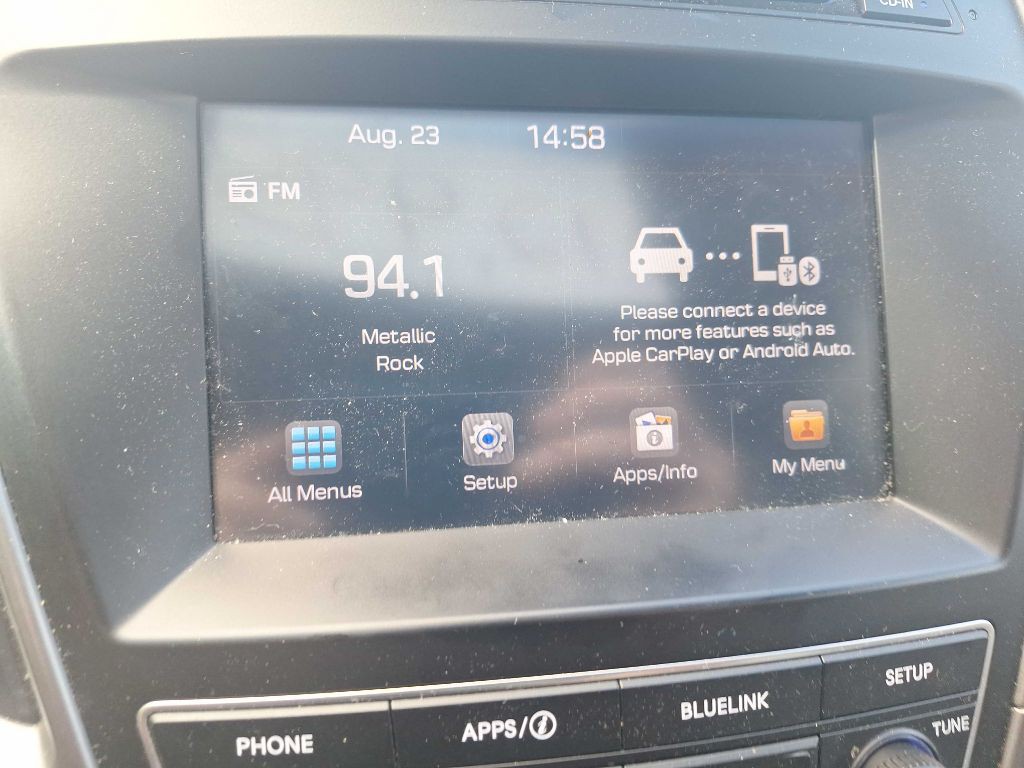 CD-IN
Aug. 23 14:58
FM
94.1
Metallic
Rock
Please connect a device
for more features such as
Apple CarPlay or Android Auto.
All Menus
Setup
Apps/Info
My Menu
PHONE
APPS/i
BLUELINK
SETUP
TUNE